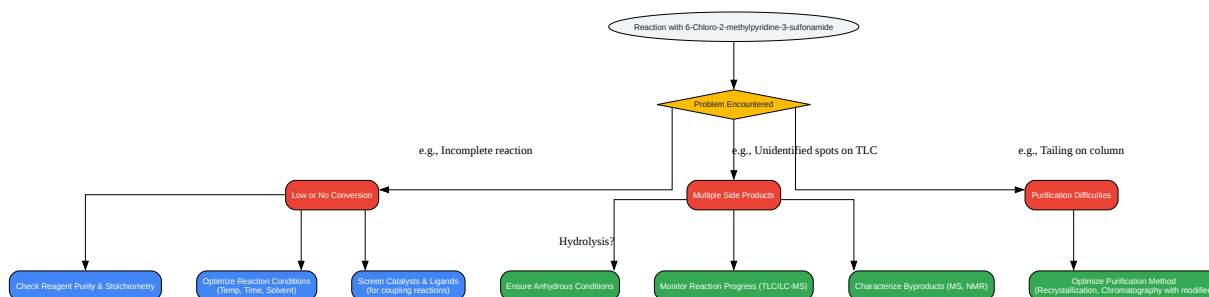 Reaction with 6-Chloro-2-methylpyridine-3-sulfonamide
Problem Encountered
e.g., Incomplete reaction
e.g., Unidentified spots on TLC
e.g., Tailing on column
Low or No Conversion
Multiple Side Products
Purification Difficulties
Hydrolysis?
Check Reagent Purity & Stoichiometry
Optimize Reaction Conditions
(Temp, Time, Solvent)
Screen Catalysts & Ligands
(for coupling reactions)
Ensure Anhydrous Conditions
Monitor Reaction Progress (TLC/LC-MS)
Characterize Byproducts (MS, NMR)
Optimize Purification Method
(Recrystallization, Chromatography with modifier